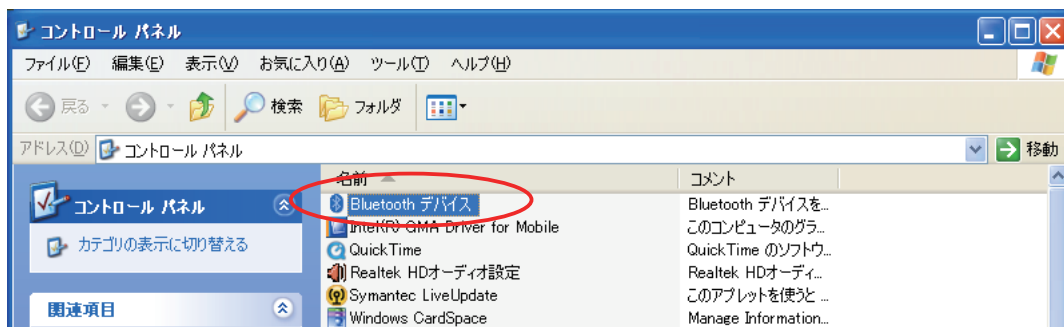 コントロール パネル
ファイル(F) 編集(E) 表示(V) お気に入り(A) ツール(T) ヘルプ(H)
戻る 検索 フォルダ
アドレス(D) コントロール パネル 移動
名前 コメント
コントロール パネル
カテゴリの表示に切り替える
関連項目
Bluetooth デバイス Bluetooth デバイスを...
Intel(R) GMA Driver for Mobile このコンピュータのグラ...
QuickTime QuickTime のソフトウ...
Realtek HDオーディオ設定 Realtek HDオーディ...
Symantec LiveUpdate このアプレットを使うと ...
Windows CardSpace Manage Information...